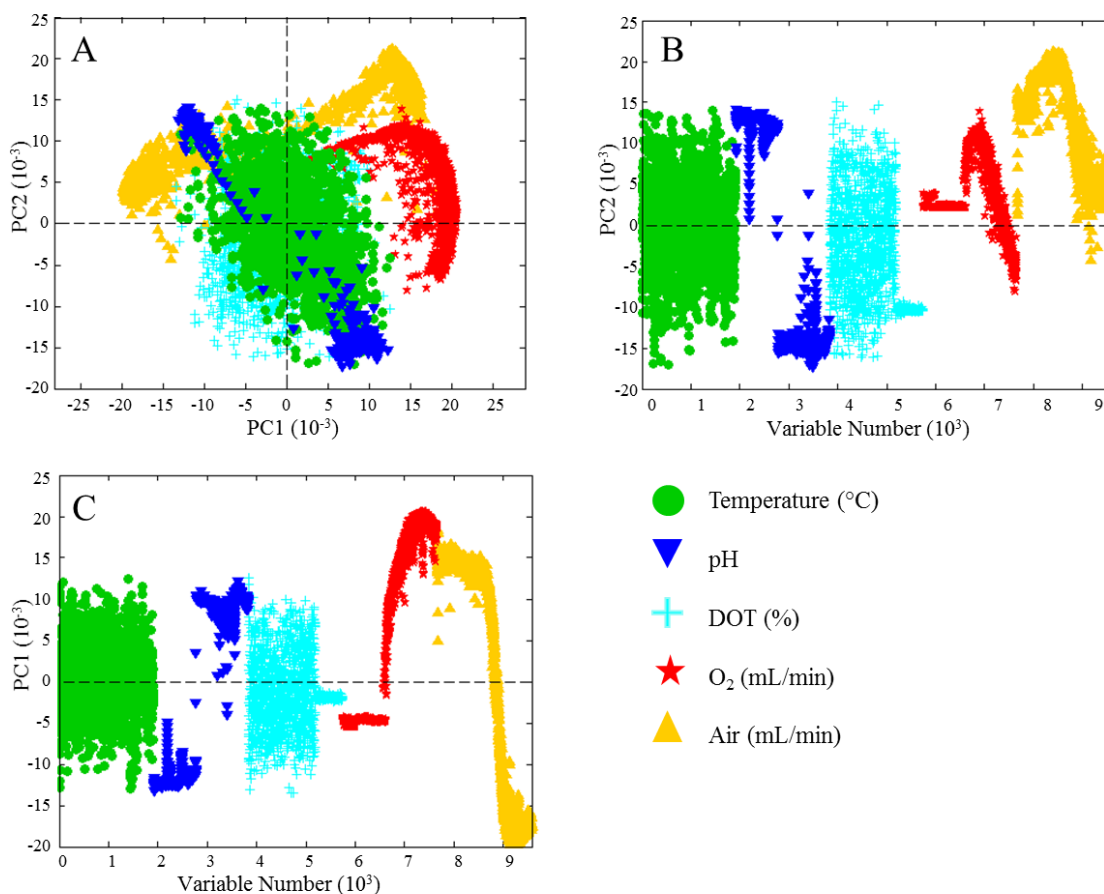 A
25
20
15
10
5
0
-5
-10
-15
-20
PC2 (10⁻³)
-25 -20 -15 -10 -5 0 5 10 15 20 25
PC1 (10⁻³)
B
25
20
15
10
5
0
-5
-10
-15
-20
PC2 (10⁻³)
0 1 2 3 4 5 6 7 8 9
Variable Number (10³)
C
25
20
15
10
5
0
-5
-10
-15
-20
PC1 (10⁻³)
0 1 2 3 4 5 6 7 8 9
Variable Number (10³)
Temperature (°C)
pH
DOT (%)
O₂ (mL/min)
Air (mL/min)